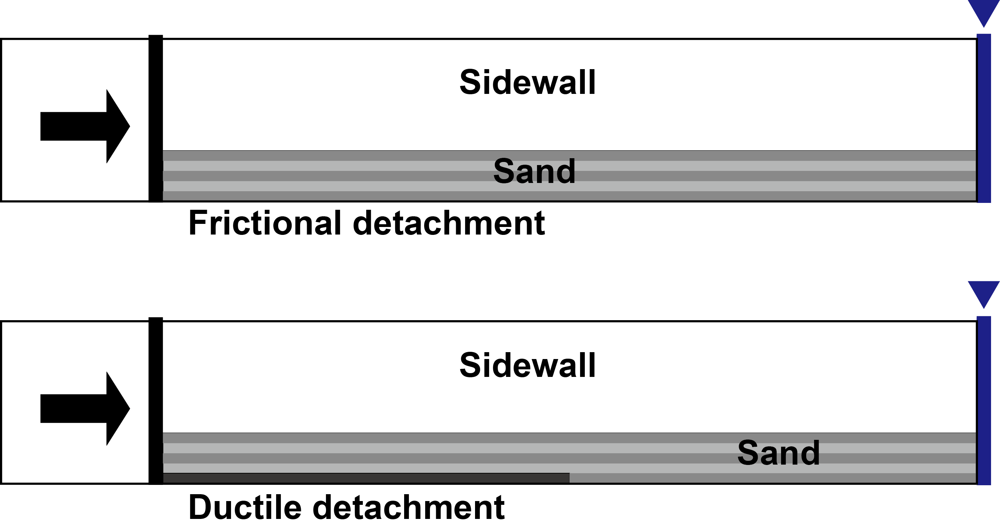 Sidewall
Sand
Frictional detachment
Sidewall
Sand
Ductile detachment